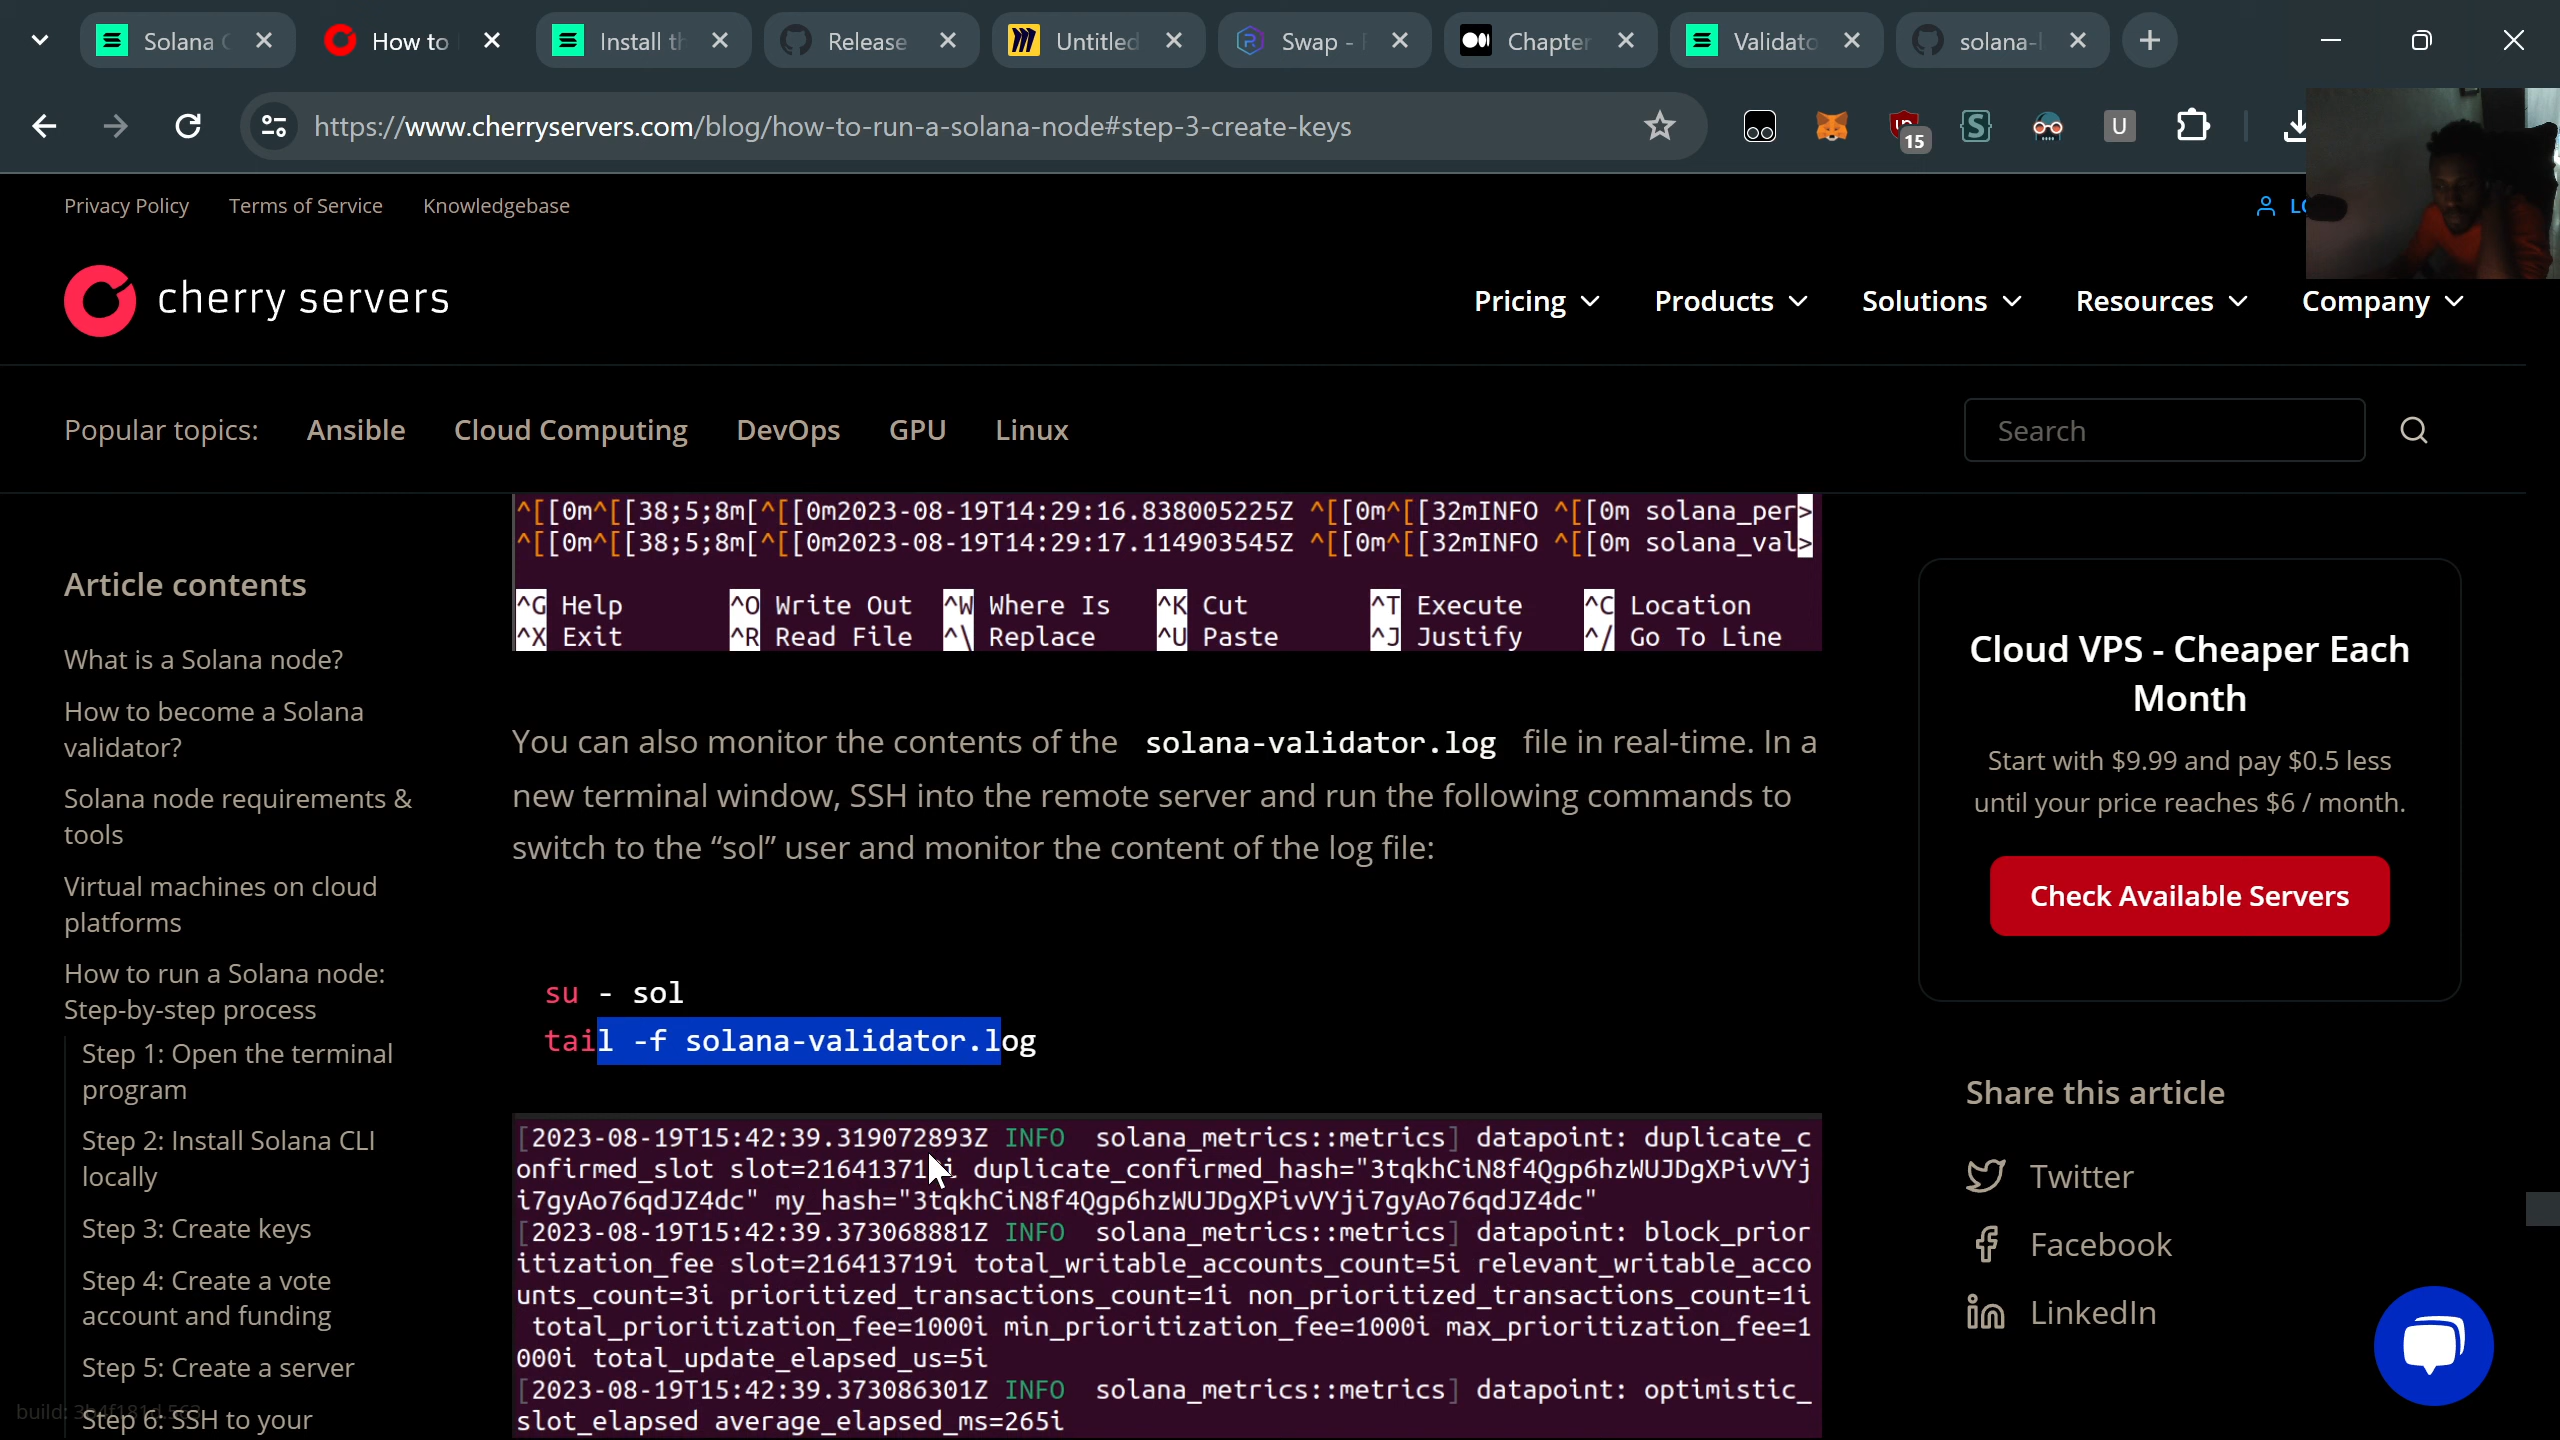 Solana
How to
Install th
Release
Untitled
Swap -
Chapter
Validato
solana-l
https://www.cherryservers.com/blog/how-to-run-a-solana-node#step-3-create-keys
15
U
Privacy Policy Terms of Service Knowledgebase
cherry servers
Pricing Products Solutions Resources Company
Popular topics: Ansible Cloud Computing DevOps GPU Linux
Search
^[[0m^[[38;5;8m[^[[0m2023-08-19T14:29:16.838005225Z ^[[0m^[[32mINFO ^[[0m solana_per>
^[[0m^[[38;5;8m[^[[0m2023-08-19T14:29:17.114903545Z ^[[0m^[[32mINFO ^[[0m solana_val>
^G Help ^O Write Out ^W Where Is ^K Cut ^T Execute ^C Location
^X Exit ^R Read File ^\ Replace ^U Paste ^J Justify ^/ Go To Line
Article contents
What is a Solana node?
How to become a Solana
validator?
Solana node requirements &
tools
Virtual machines on cloud
platforms
How to run a Solana node:
Step-by-step process
Step 1: Open the terminal
program
Step 2: Install Solana CLI
locally
Step 3: Create keys
Step 4: Create a vote
account and funding
Step 5: Create a server
Step 6: SSH to your
You can also monitor the contents of the solana-validator.log file in real-time. In a
new terminal window, SSH into the remote server and run the following commands to
switch to the “sol” user and monitor the content of the log file:
su - sol
tail -f solana-validator.log
[2023-08-19T15:42:39.319072893Z INFO solana_metrics::metrics] datapoint: duplicate_c
onfirmed_slot slot=216413719i duplicate_confirmed_hash="3tqkhCiN8f4Qgp6hzWUJDgXPivVYj
i7gyAo76qdJZ4dc" my_hash="3tqkhCiN8f4Qgp6hzWUJDgXPivVYji7gyAo76qdJZ4dc"
[2023-08-19T15:42:39.373068881Z INFO solana_metrics::metrics] datapoint: block_prior
itization_fee slot=216413719i total_writable_accounts_count=5i relevant_writable_acco
unts_count=3i prioritized_transactions_count=1i non_prioritized_transactions_count=1i
total_prioritization_fee=1000i min_prioritization_fee=1000i max_prioritization_fee=1
000i total_update_elapsed_us=5i
[2023-08-19T15:42:39.373086301Z INFO solana_metrics::metrics] datapoint: optimistic_
slot_elapsed average_elapsed_ms=265i
Cloud VPS - Cheaper Each
Month
Start with $9.99 and pay $0.5 less
until your price reaches $6 / month.
Check Available Servers
Share this article
Twitter
Facebook
LinkedIn